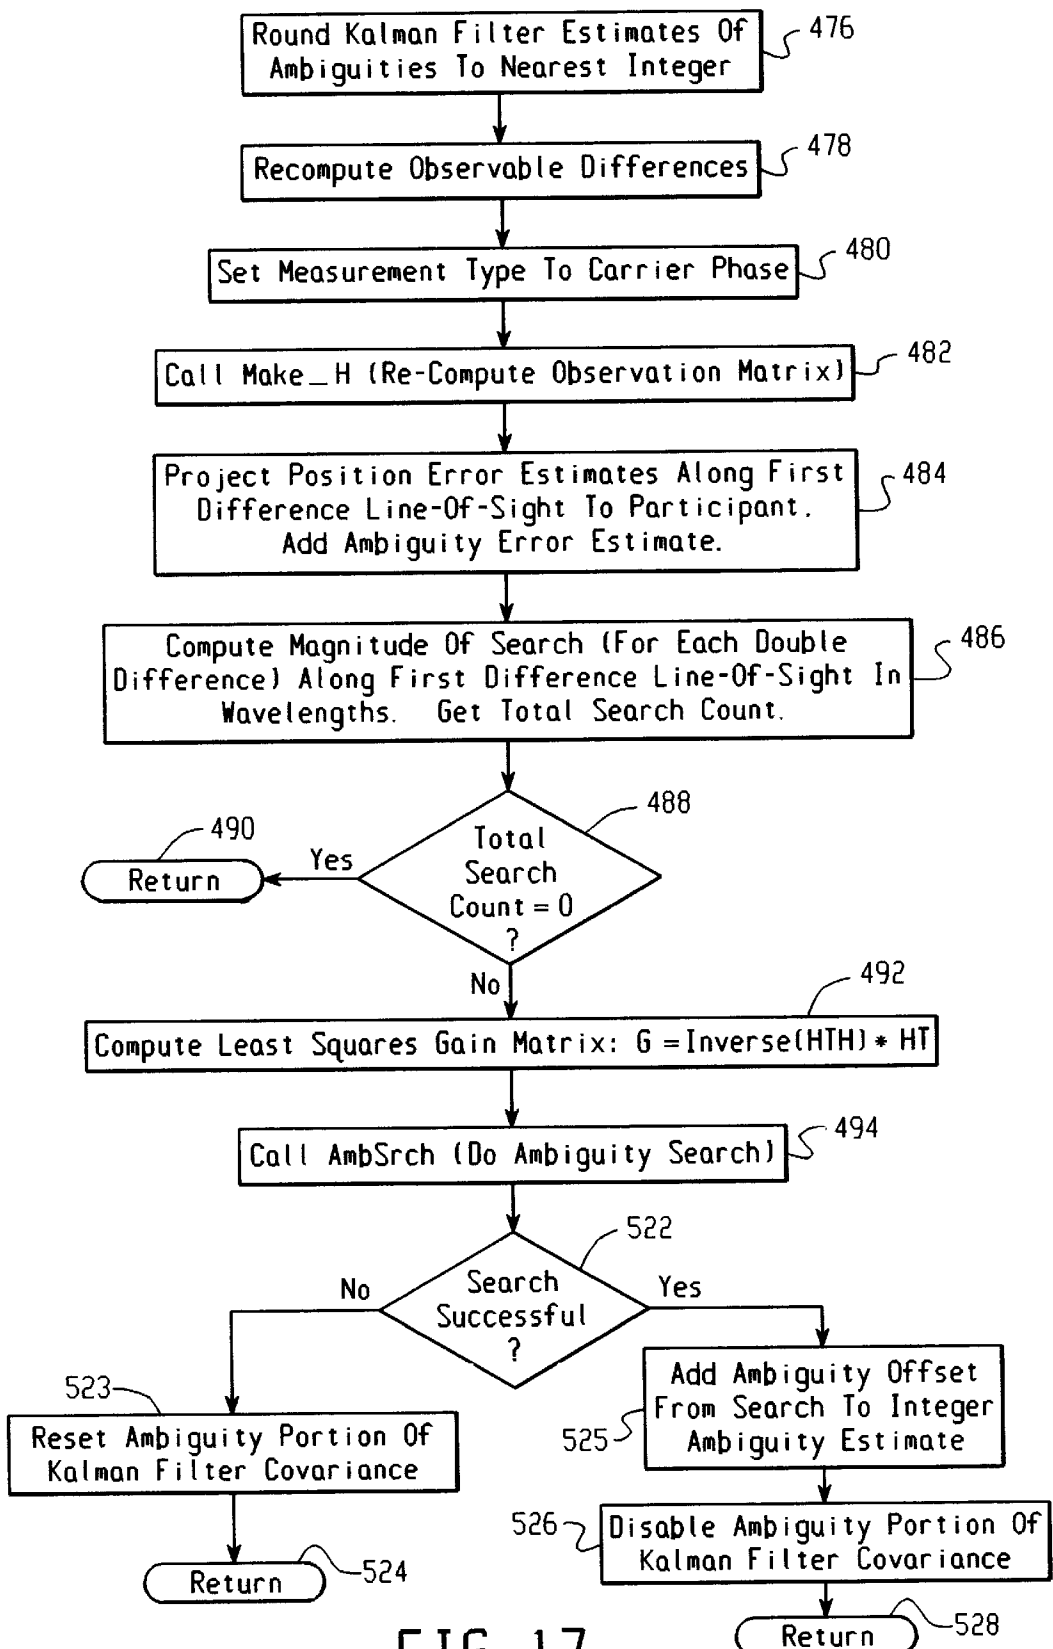 Round Kalman Filter Estimates Of
Ambiguities To Nearest Integer
476
Recompute Observable Differences
478
Set Measurement Type To Carrier Phase
480
Call Make_H (Re-Compute Observation Matrix)
482
Project Position Error Estimates Along First
Difference Line-Of-Sight To Participant.
Add Ambiguity Error Estimate.
484
Compute Magnitude Of Search (For Each Double
Difference) Along First Difference Line-Of-Sight In
Wavelengths. Get Total Search Count.
486
488
Total
Search
Count = 0
?
Yes
490
Return
No
492
Compute Least Squares Gain Matrix: G = Inverse(HTH) * HT
Call AmbSrch (Do Ambiguity Search)
494
522
Search
Successful
?
No
Yes
523
Reset Ambiguity Portion Of
Kalman Filter Covariance
Return
524
Add Ambiguity Offset
From Search To Integer
Ambiguity Estimate
525
526
Disable Ambiguity Portion Of
Kalman Filter Covariance
Return
528
FIG. 17